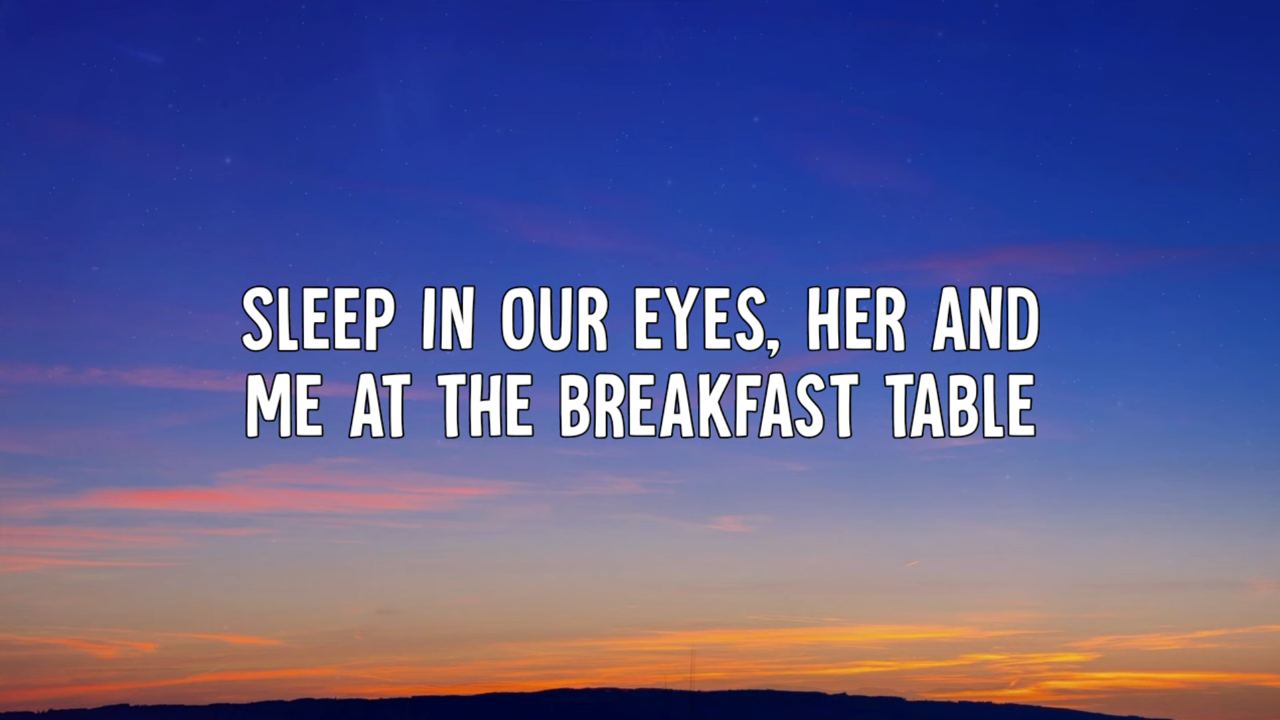 SLEEP IN OUR EYES, HER AND
ME AT THE BREAKFAST TABLE